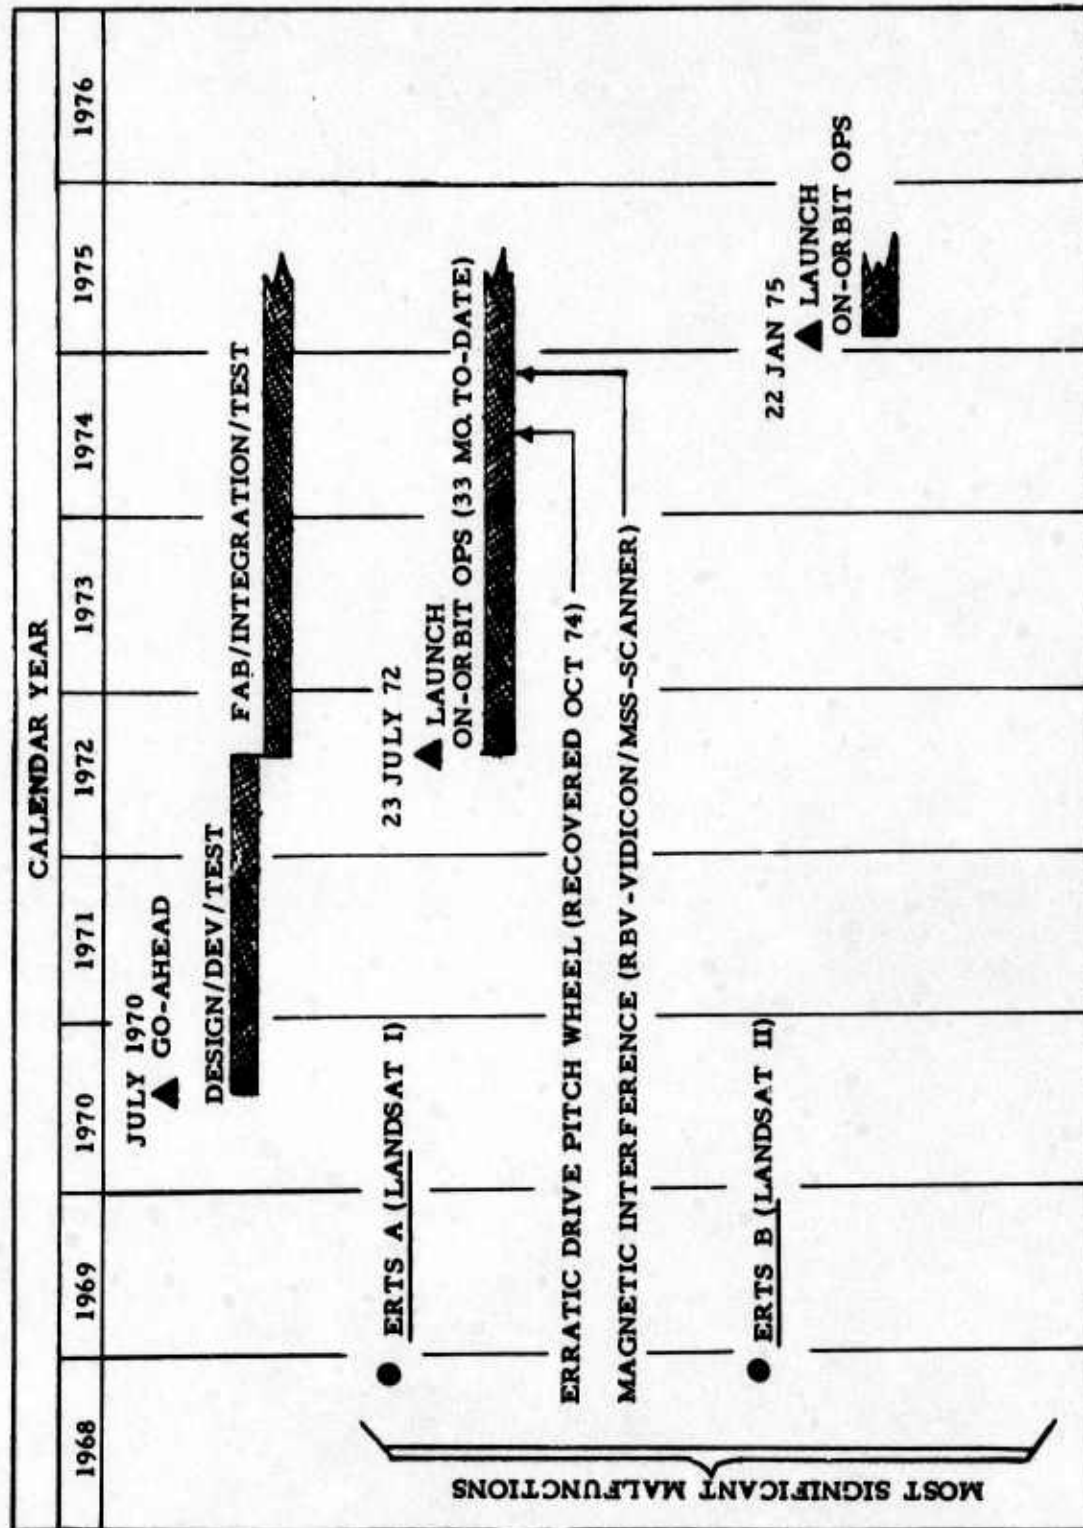 CALENDAR YEAR
1968 1969 1970 1971 1972 1973 1974 1975 1976
JULY 1970
GO-AHEAD
DESIGN/DEV/TEST
FAB/INTEGRATION/TEST
ERTS A (LANDSAT I)
23 JULY 72
LAUNCH
ON-ORBIT OPS (33 MO. TO-DATE)
ERRATIC DRIVE PITCH WHEEL (RECOVERED OCT 74)
MAGNETIC INTERFERENCE (RBV-VIDICON/MSS-SCANNER)
ERTS B (LANDSAT II)
22 JAN 75
LAUNCH
ON-ORBIT OPS
MOST SIGNIFICANT MALFUNCTIONS